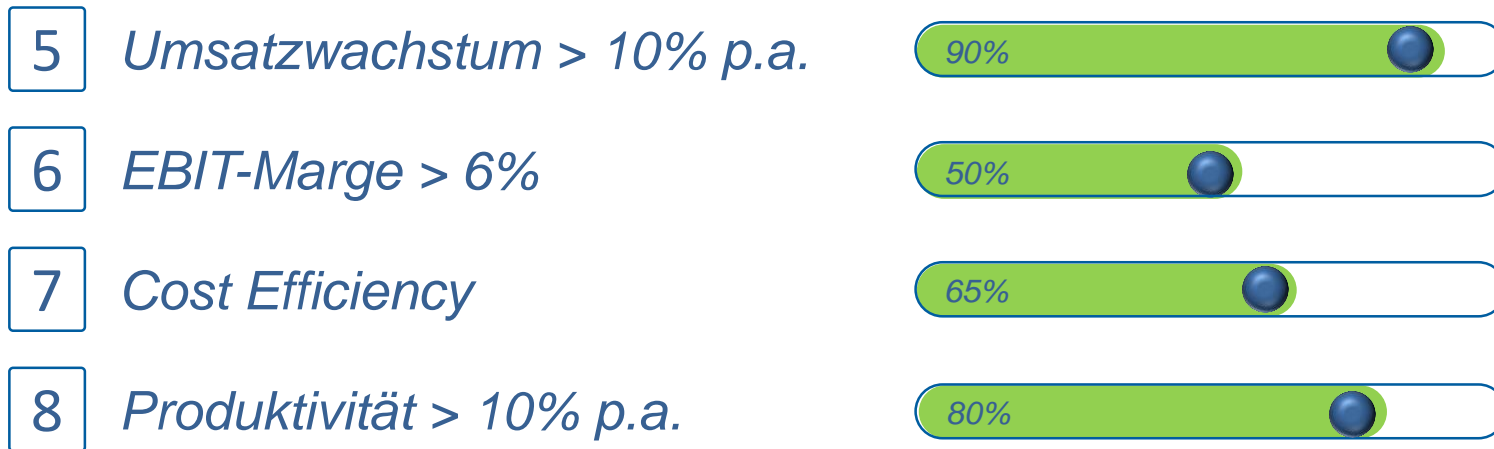 5 Umsatzwachstum > 10% p.a. 90%
6 EBIT-Marge > 6% 50%
7 Cost Efficiency 65%
8 Produktivität > 10% p.a. 80%